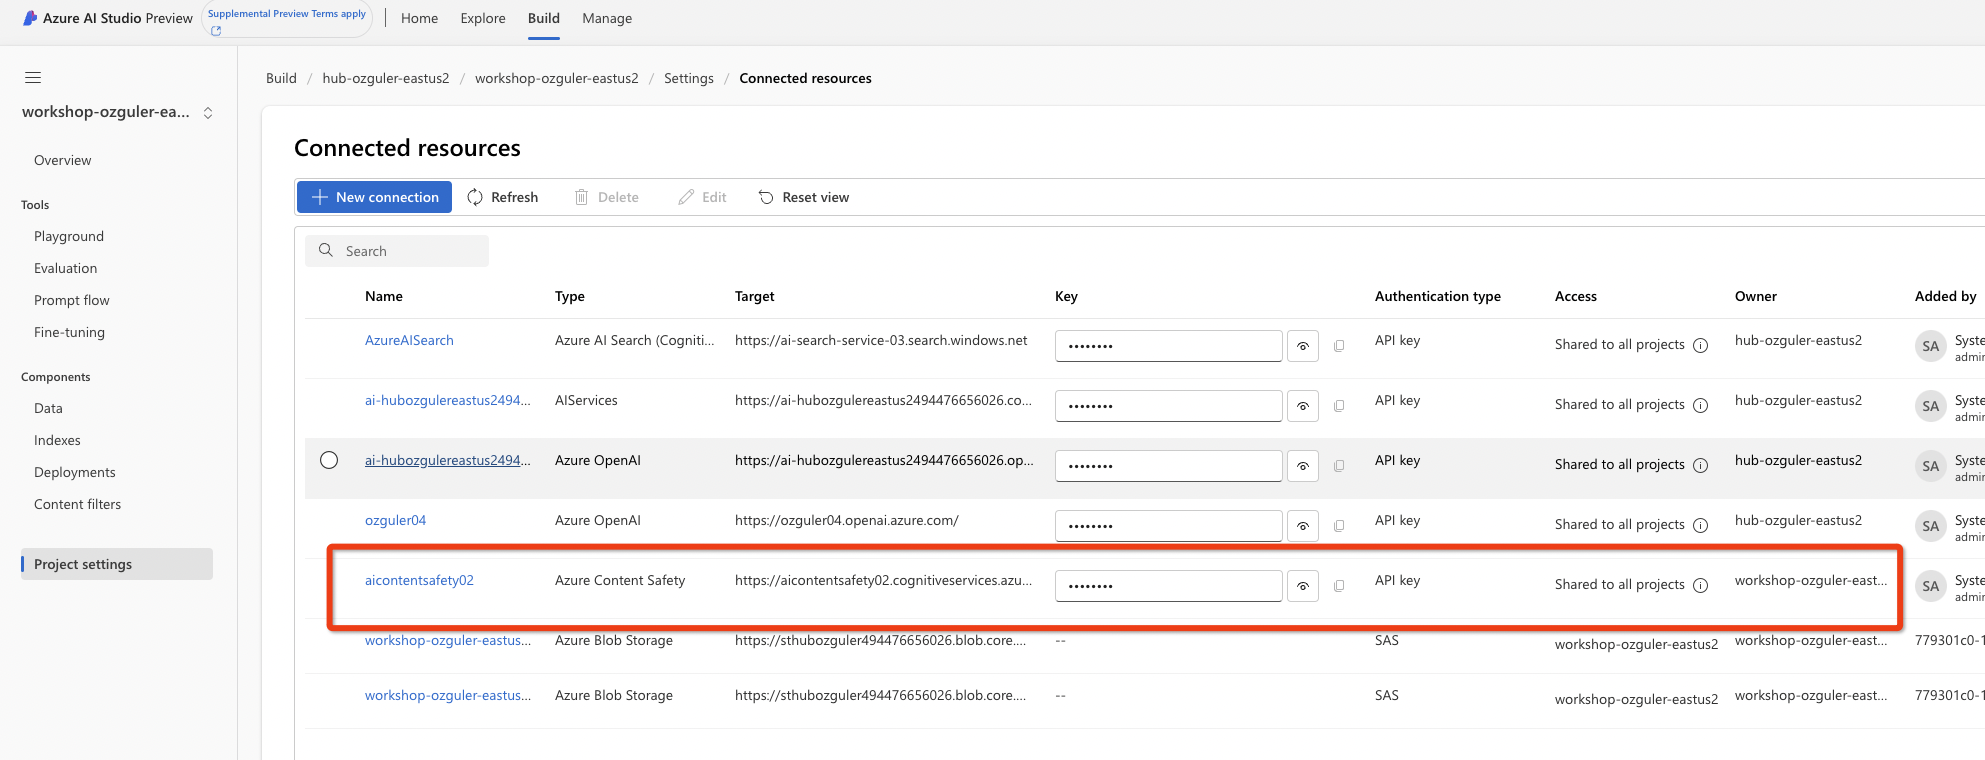 Azure AI Studio Preview
Supplemental Preview Terms apply
Home Explore Build Manage
Build / hub-ozguler-eastus2 / workshop-ozguler-eastus2 / Settings / Connected resources
workshop-ozguler-ea...
Overview
Tools
Playground
Evaluation
Prompt flow
Fine-tuning
Components
Data
Indexes
Deployments
Content filters
Project settings
Connected resources
New connection Refresh Delete Edit Reset view
Search
Name Type Target Key Authentication type Access Owner Added by
AzureAISearch Azure AI Search (Cogniti... https://ai-search-service-03.search.windows.net •••••••• API key Shared to all projects hub-ozguler-eastus2 SA Syste
admin
ai-hubozgulereastus2494... AIServices https://ai-hubozgulereastus2494476656026.co... •••••••• API key Shared to all projects hub-ozguler-eastus2 SA Syste
admin
ai-hubozgulereastus2494... Azure OpenAI https://ai-hubozgulereastus2494476656026.op... •••••••• API key Shared to all projects hub-ozguler-eastus2 SA Syste
admin
ozguler04 Azure OpenAI https://ozguler04.openai.azure.com/ •••••••• API key Shared to all projects hub-ozguler-eastus2 SA Syste
admin
aicontentsafety02 Azure Content Safety https://aicontentsafety02.cognitiveservices.azu... •••••••• API key Shared to all projects workshop-ozguler-east... SA Syste
admin
workshop-ozguler-eastus... Azure Blob Storage https://sthubozguler494476656026.blob.core.... -- SAS workshop-ozguler-eastus2 workshop-ozguler-east... 779301c0-1
workshop-ozguler-eastus... Azure Blob Storage https://sthubozguler494476656026.blob.core.... -- SAS workshop-ozguler-eastus2 workshop-ozguler-east... 779301c0-1